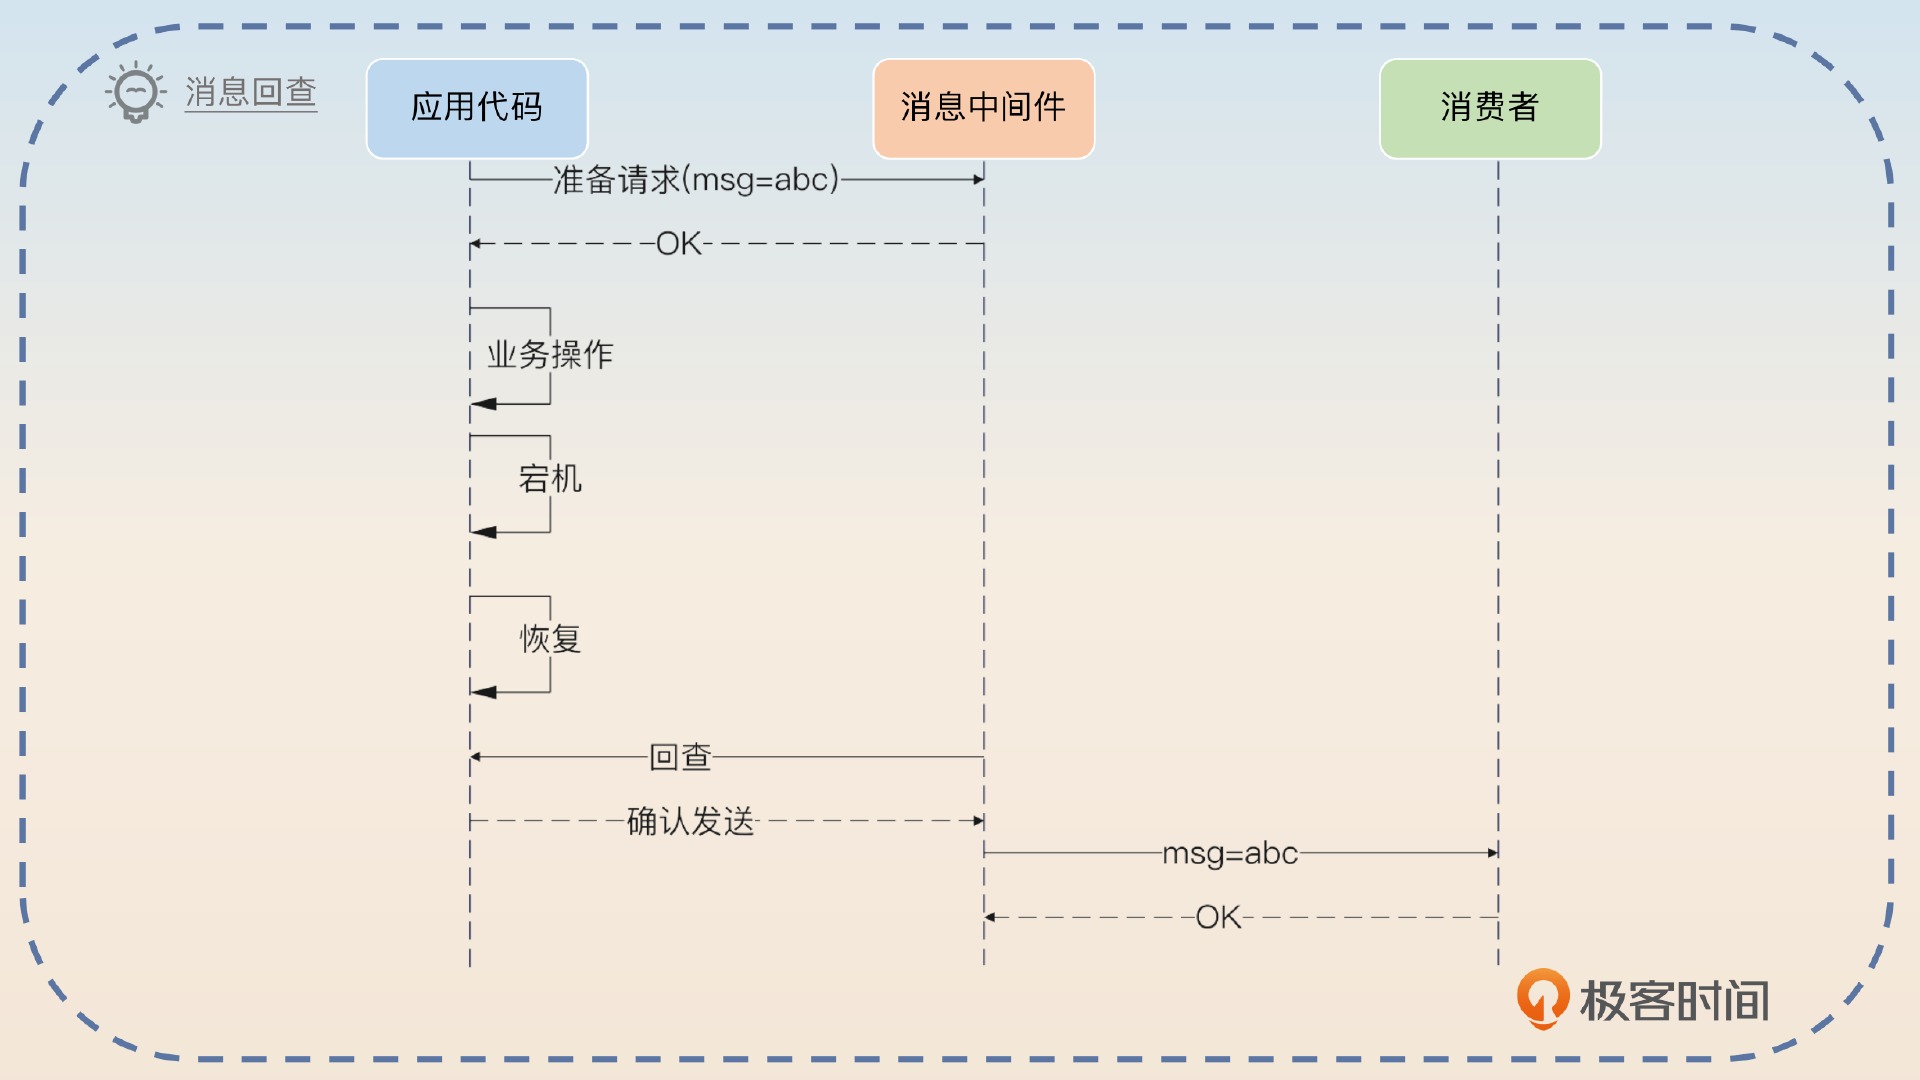 消息回查
应用代码
消息中间件
消费者
准备请求(msg=abc)
OK
业务操作
宕机
恢复
回查
确认发送
msg=abc
OK
极客时间